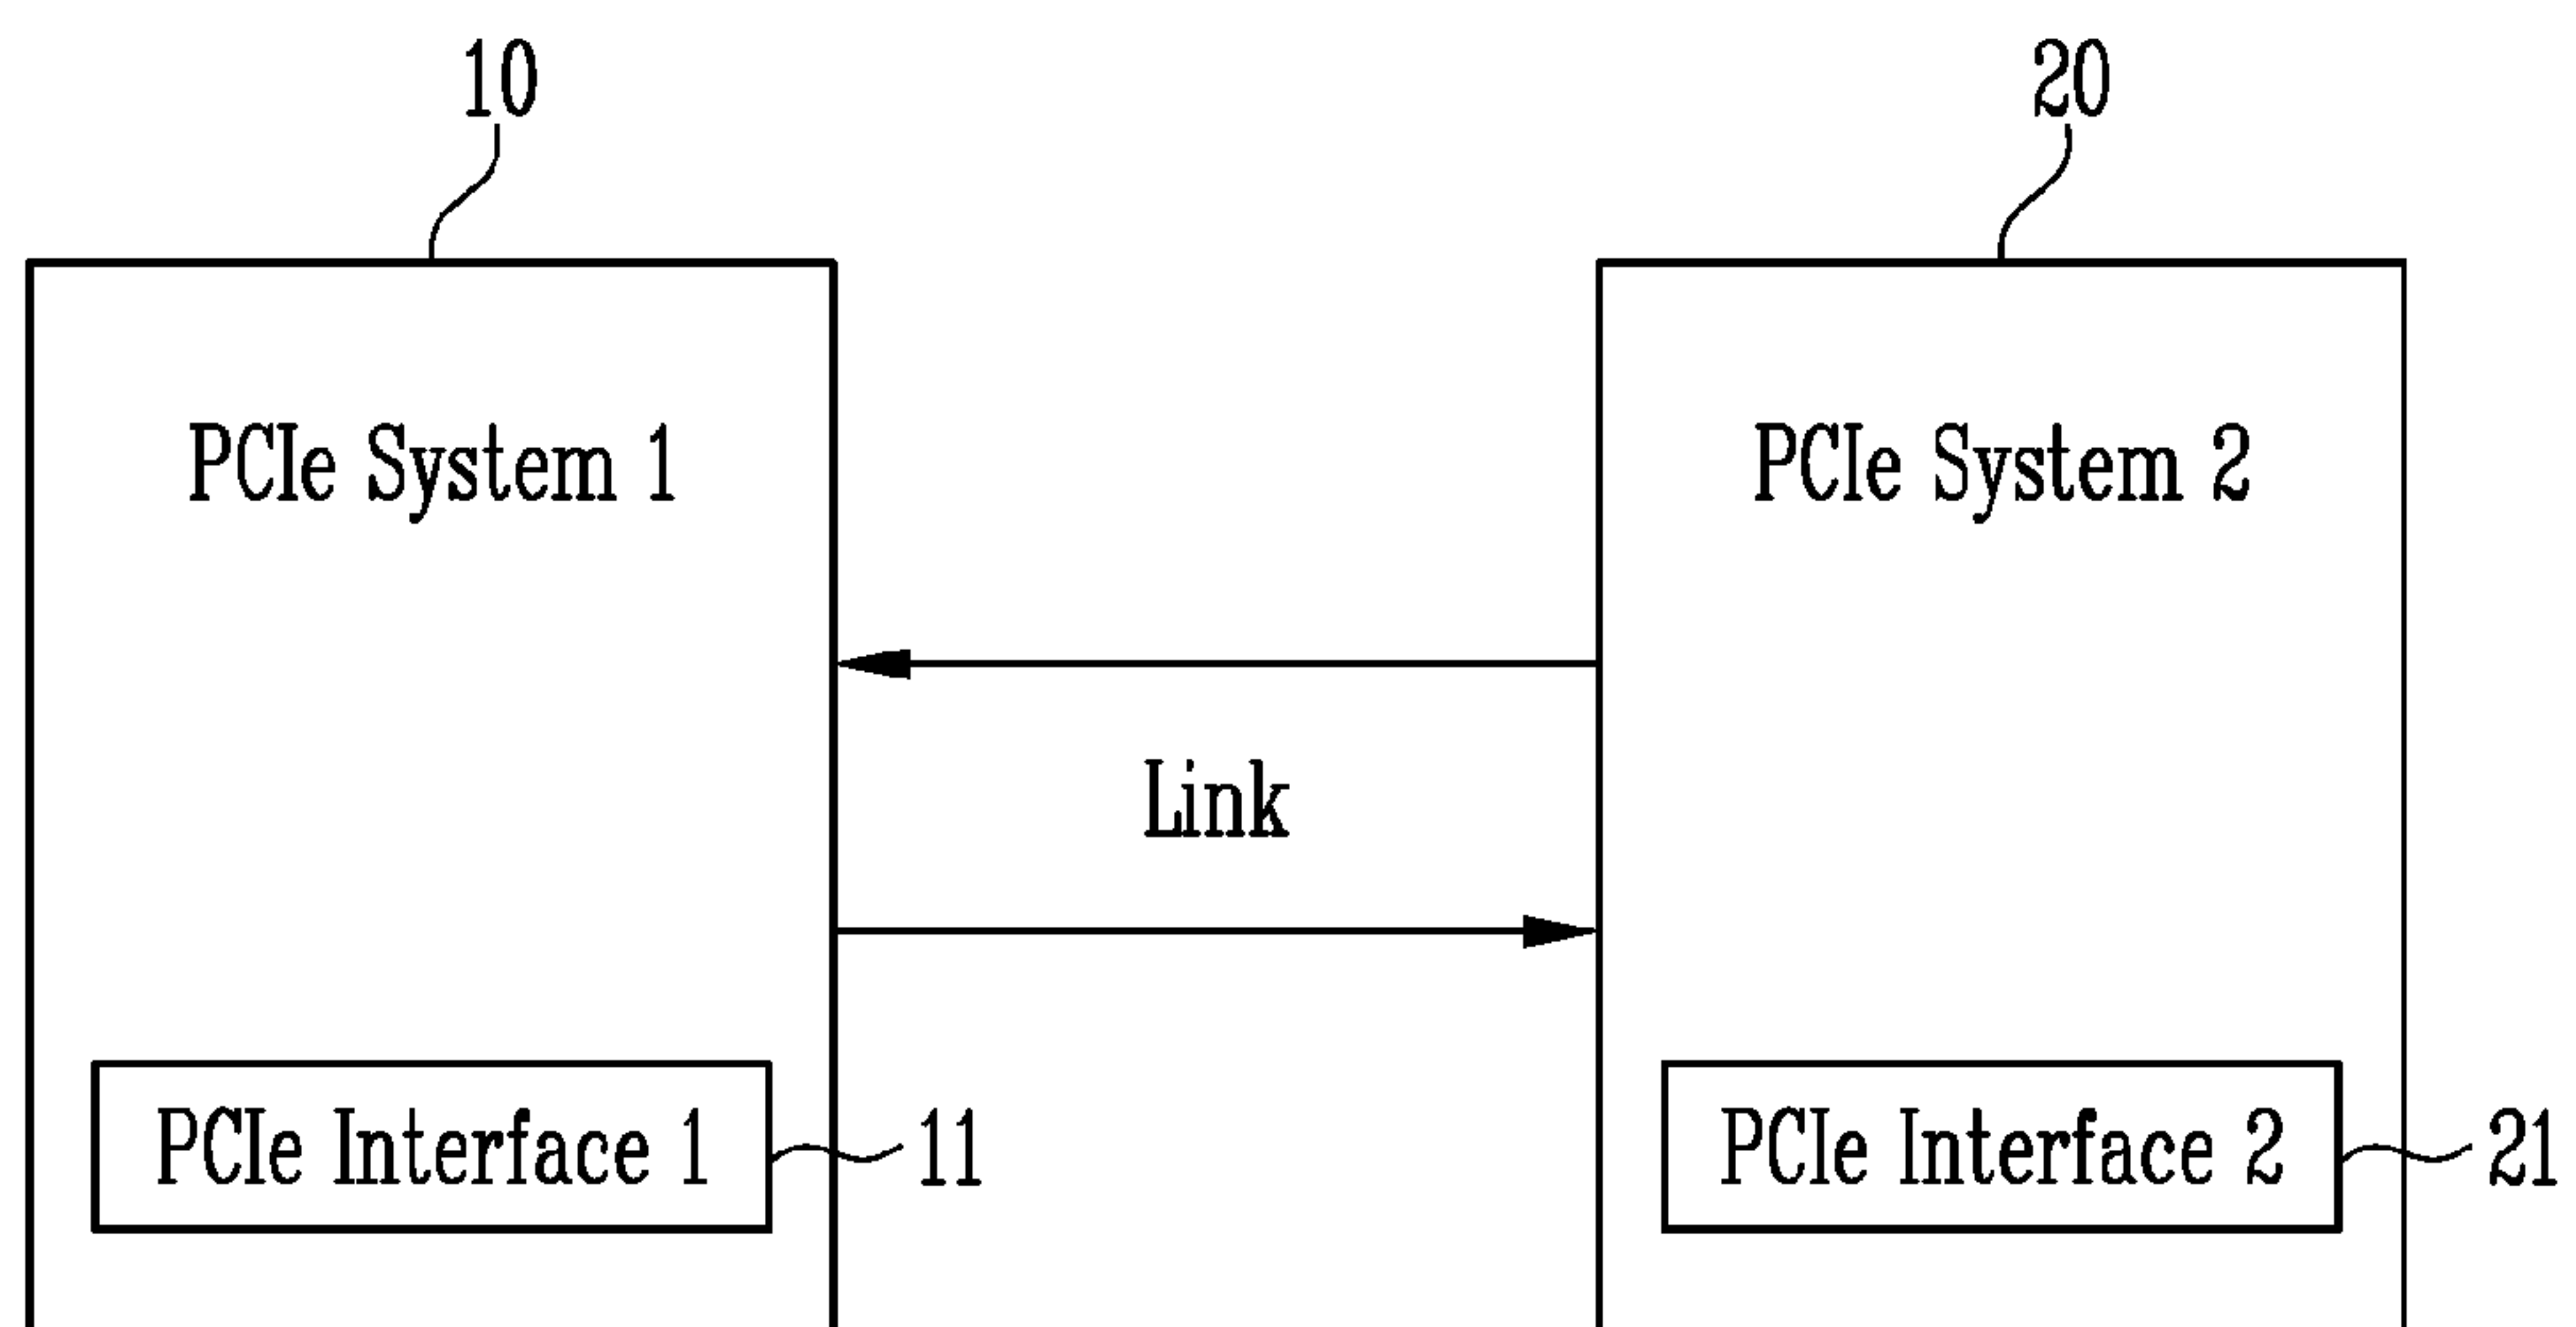 10
20
PCIe System 1
PCIe System 2
Link
PCIe Interface 1
11
PCIe Interface 2
21